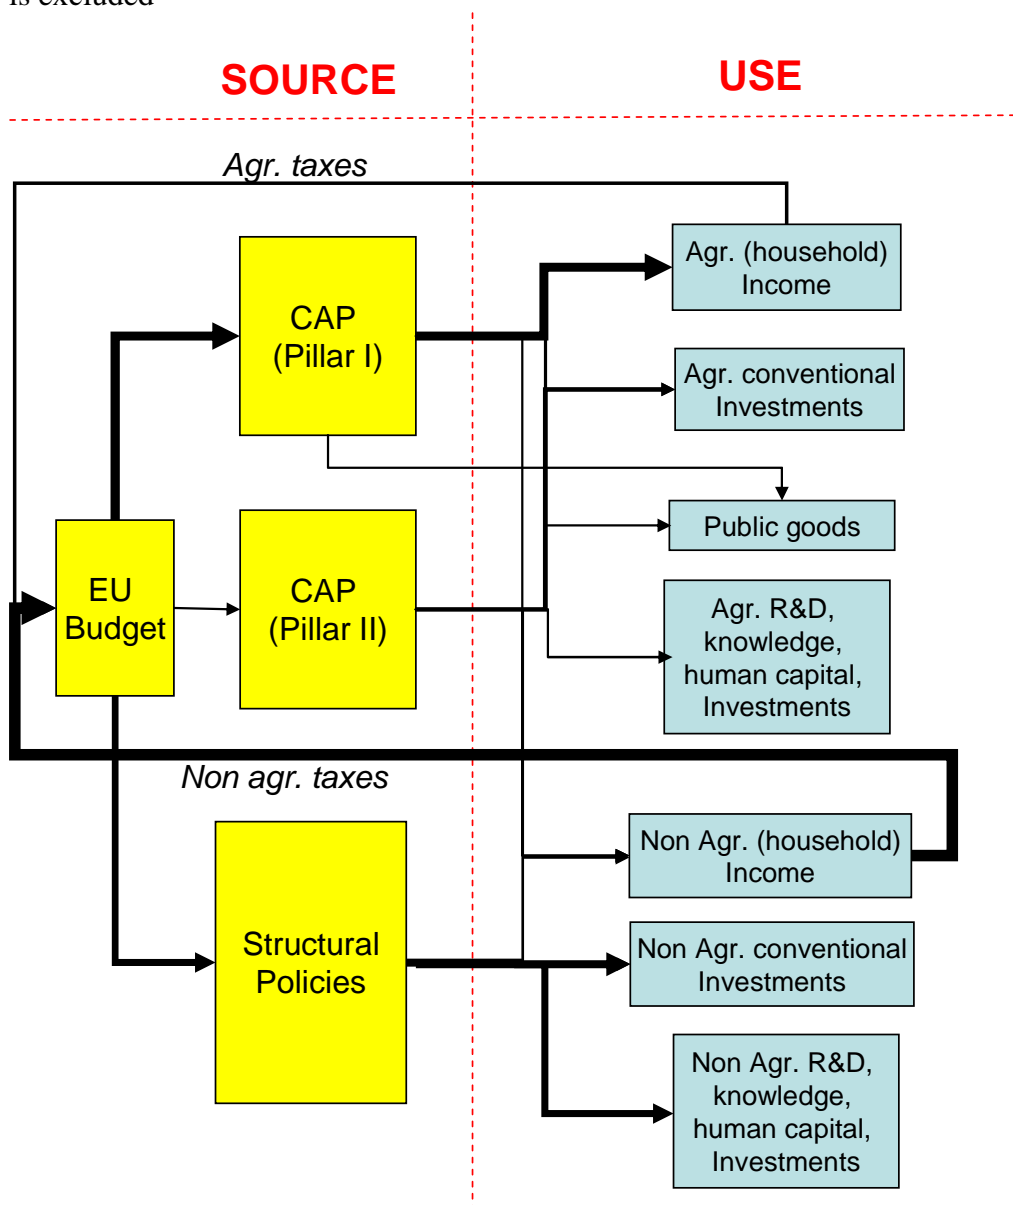 is excluded
SOURCE
USE
Agr. taxes
Agr. (household)
Income
CAP
(Pillar I)
Agr. conventional
Investments
Public goods
EU
Budget
CAP
(Pillar II)
Agr. R&D,
knowledge,
human capital,
Investments
Non agr. taxes
Non Agr. (household)
Income
Structural
Policies
Non Agr. conventional
Investments
Non Agr. R&D,
knowledge,
human capital,
Investments